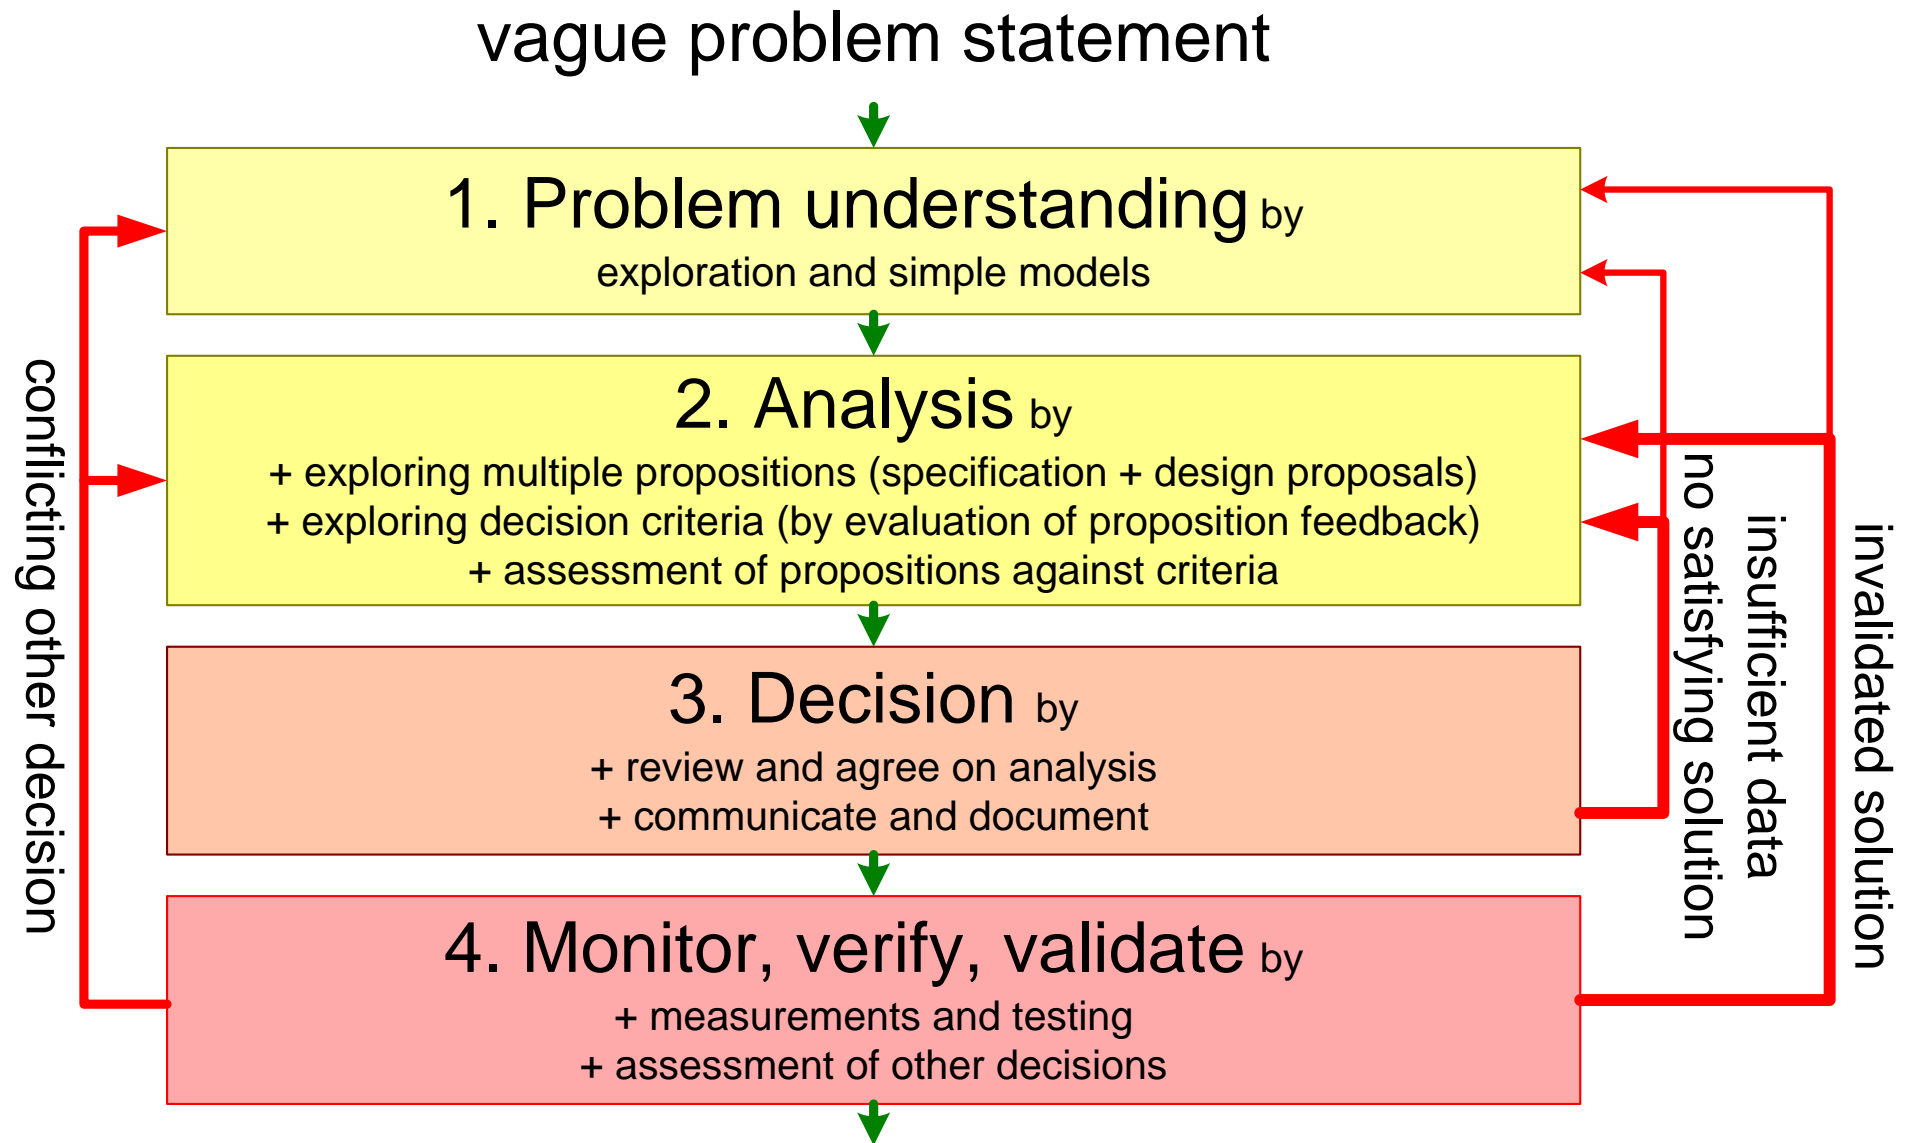 vague problem statement
1. Problem understanding by
exploration and simple models
2. Analysis by
+ exploring multiple propositions (specification + design proposals)
+ exploring decision criteria (by evaluation of proposition feedback)
+ assessment of propositions against criteria
3. Decision by
+ review and agree on analysis
+ communicate and document
4. Monitor, verify, validate by
+ measurements and testing
+ assessment of other decisions
conflicting other decision
insufficient data
no satisfying solution
invalidated solution